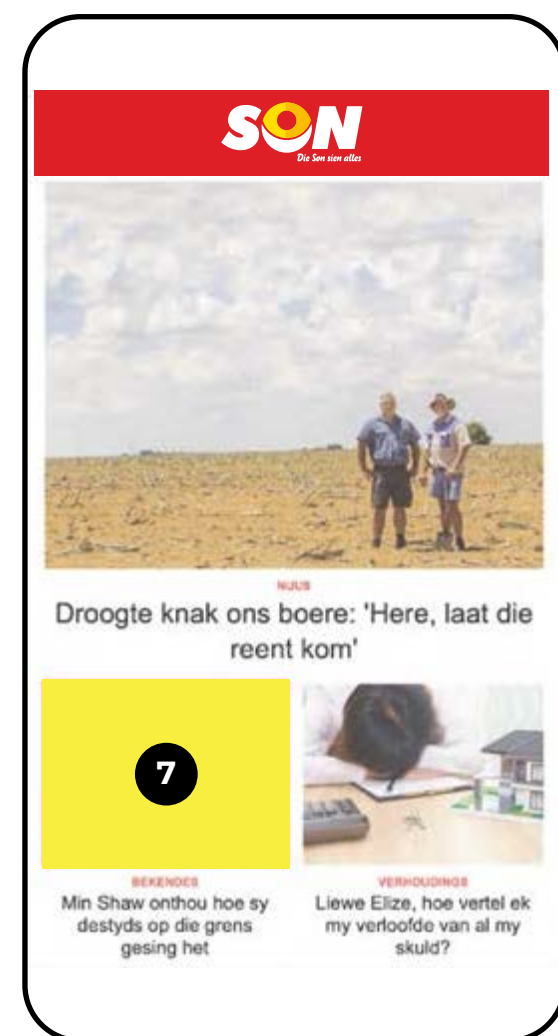 SON
Die Son sien alles
NUUS
Droogte knak ons boere: 'Here, laat die
reent kom'
7
BEKENDES
Min Shaw onthou hoe sy
destyds op die grens
gesing het
VERHOUDINGS
Liewe Elize, hoe vertel ek
my verloofde van al my
skuld?